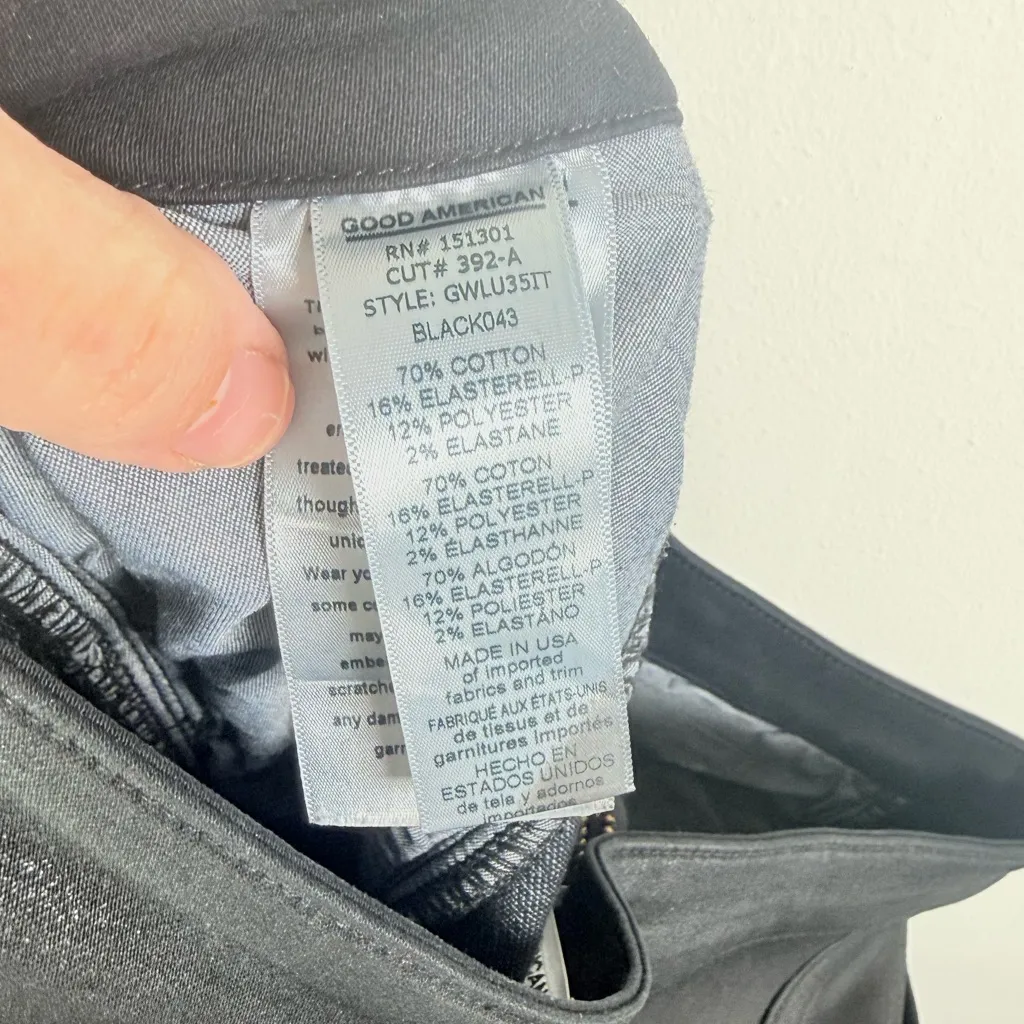 GOOD AMERICAN
RN# 151301
CUT# 392-A
STYLE: GWLU35IT
BLACK043
70% COTTON
16% ELASTERELL-P
12% POLYESTER
2% ELASTANE
70% COTON
16% ELASTERELL-P
12% POLYESTER
2% ÉLASTHANNE
70% ALGODÓN
16% ELASTERELL-P
12% POLIESTER
2% ELASTANO
MADE IN USA
of imported
fabrics and trim
FABRIQUÉ AUX ÉTATS-UNIS
de tissus et de
garnitures importés
HECHO EN
ESTADOS UNIDOS
de tela y adornos
importados
treated
though
Wear
some
may
scratche
any dam